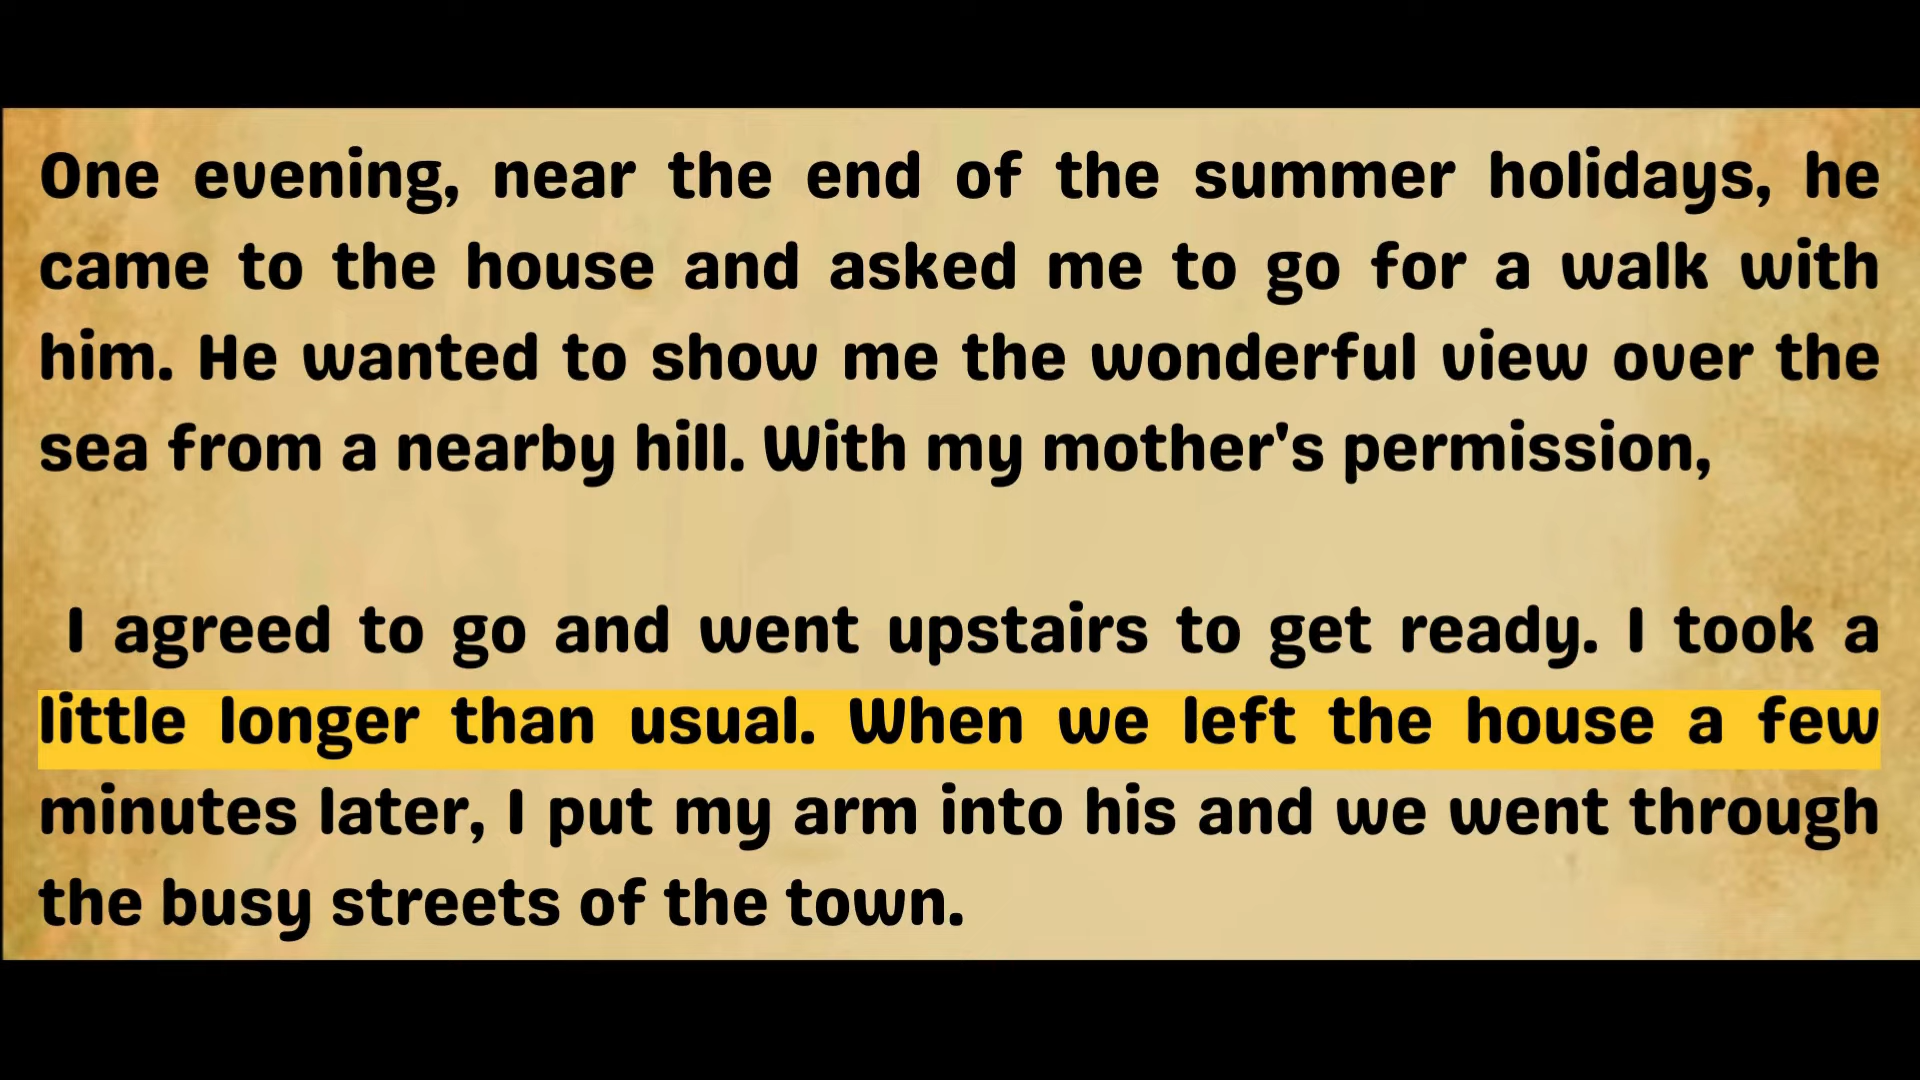 One evening, near the end of the summer holidays, he
came to the house and asked me to go for a walk with
him. He wanted to show me the wonderful view over the
sea from a nearby hill. With my mother's permission,
I agreed to go and went upstairs to get ready. I took a
little longer than usual. When we left the house a few
minutes later, I put my arm into his and we went through
the busy streets of the town.